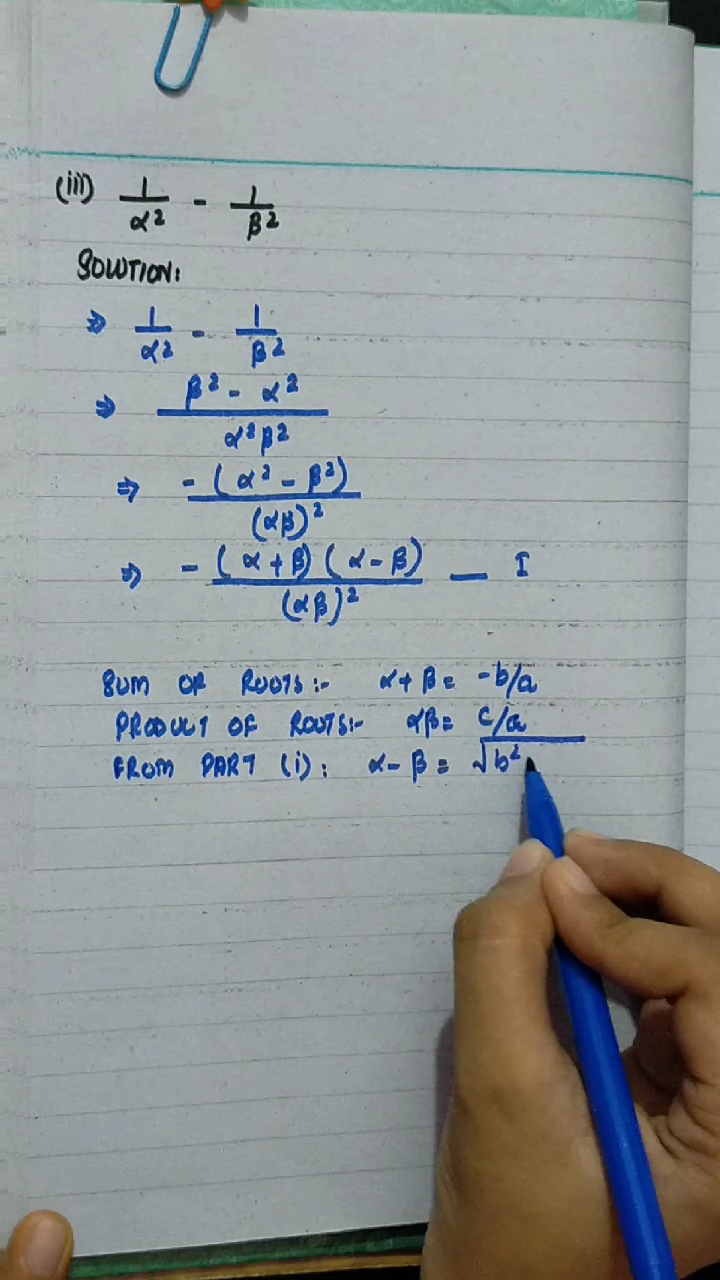 (iii) 1/α² - 1/β²
SOLUTION:
⇒ 1/α² - 1/β²
⇒ β² - α² / α²β²
⇒ -(α² - β²) / (αβ)²
⇒ -(α + β)(α - β) / (αβ)² — I
SUM OF ROOTS:- α + β = -b/a
PRODUCT OF ROOTS:- αβ = c/a
FROM PART (i): α - β = √b²